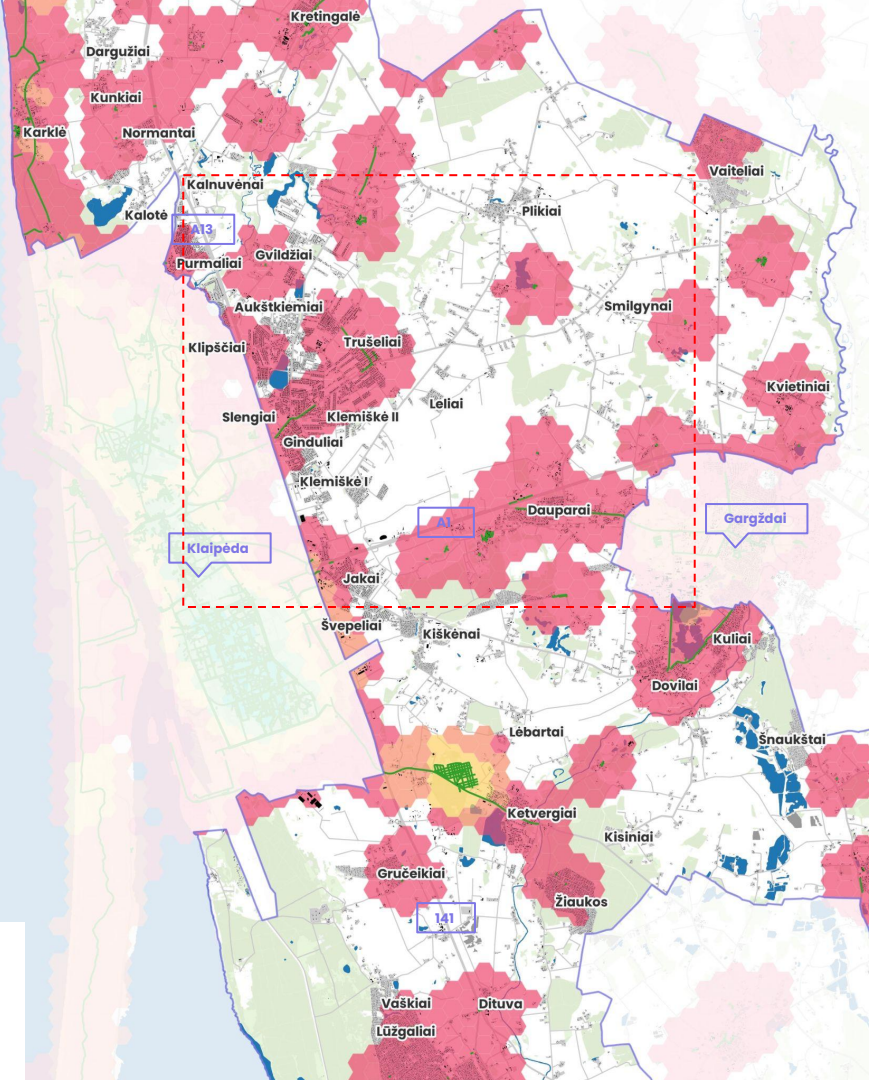 Kretingalė
Dargužiai
Kunkiai
Karklė
Normantai
Vaiteliai
Kalnuvėnai
Kalotė
Plikiai
A13
Gvildžiai
Purmaliai
Aukštkiemiai
Smilgynai
Klipščiai
Trušeliai
Kvietiniai
Leliai
Slengiai
Klemiškė II
Ginduliai
Klemiškė I
Dauparai
A1
Gargždai
Klaipėda
Jakai
Švepeliai
Kiškėnai
Kuliai
Dovilai
Lėbartai
Šnaukštai
Ketvergiai
Kisiniai
Gručeikiai
Žiaukos
141
Vaškiai
Dituva
Lūžgaliai